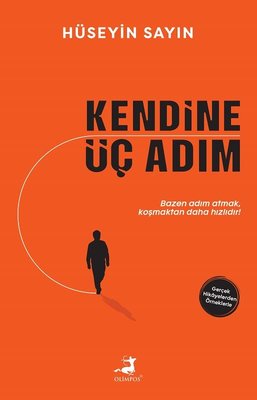 HÜSEYİN SAYIN
KENDİNE
ÜÇ ADIM
Bazen adım atmak,
koşmaktan daha hızlıdır!
Gerçek
Hikâyelerden
Örneklerle
OLİMPOS